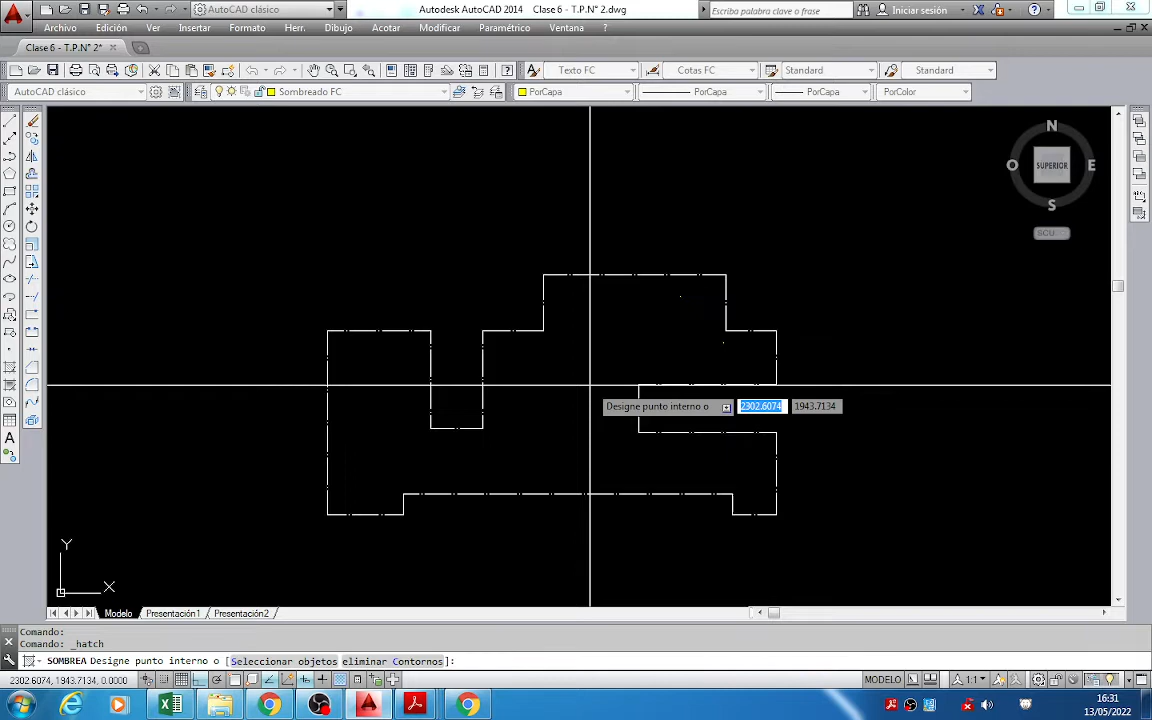 AutoCAD clásico
Autodesk AutoCAD 2014 Clase 6 - T.P.N° 2.dwg
Escriba palabra clave o frase
Iniciar sesión
Archivo Edición Ver Insertar Formato Herr. Dibujo Acotar Modificar Paramétrico Ventana ?
Clase 6 - T.P.N° 2*
Texto FC Cotas FC Standard Standard
AutoCAD clásico Sombreado FC PorCapa PorCapa PorCapa PorColor
N
O SUPERIOR E
S
SCU
Designe punto interno o 2302.6074 1943.7134
Y
X
Modelo Presentación1 Presentación2
Comando:
Comando: _hatch
SOMBREA Designe punto interno o [Seleccionar objetos eliminar Contornos]:
2302.6074, 1943.7134, 0.0000 MODELO 1:1
16:31
13/05/2022